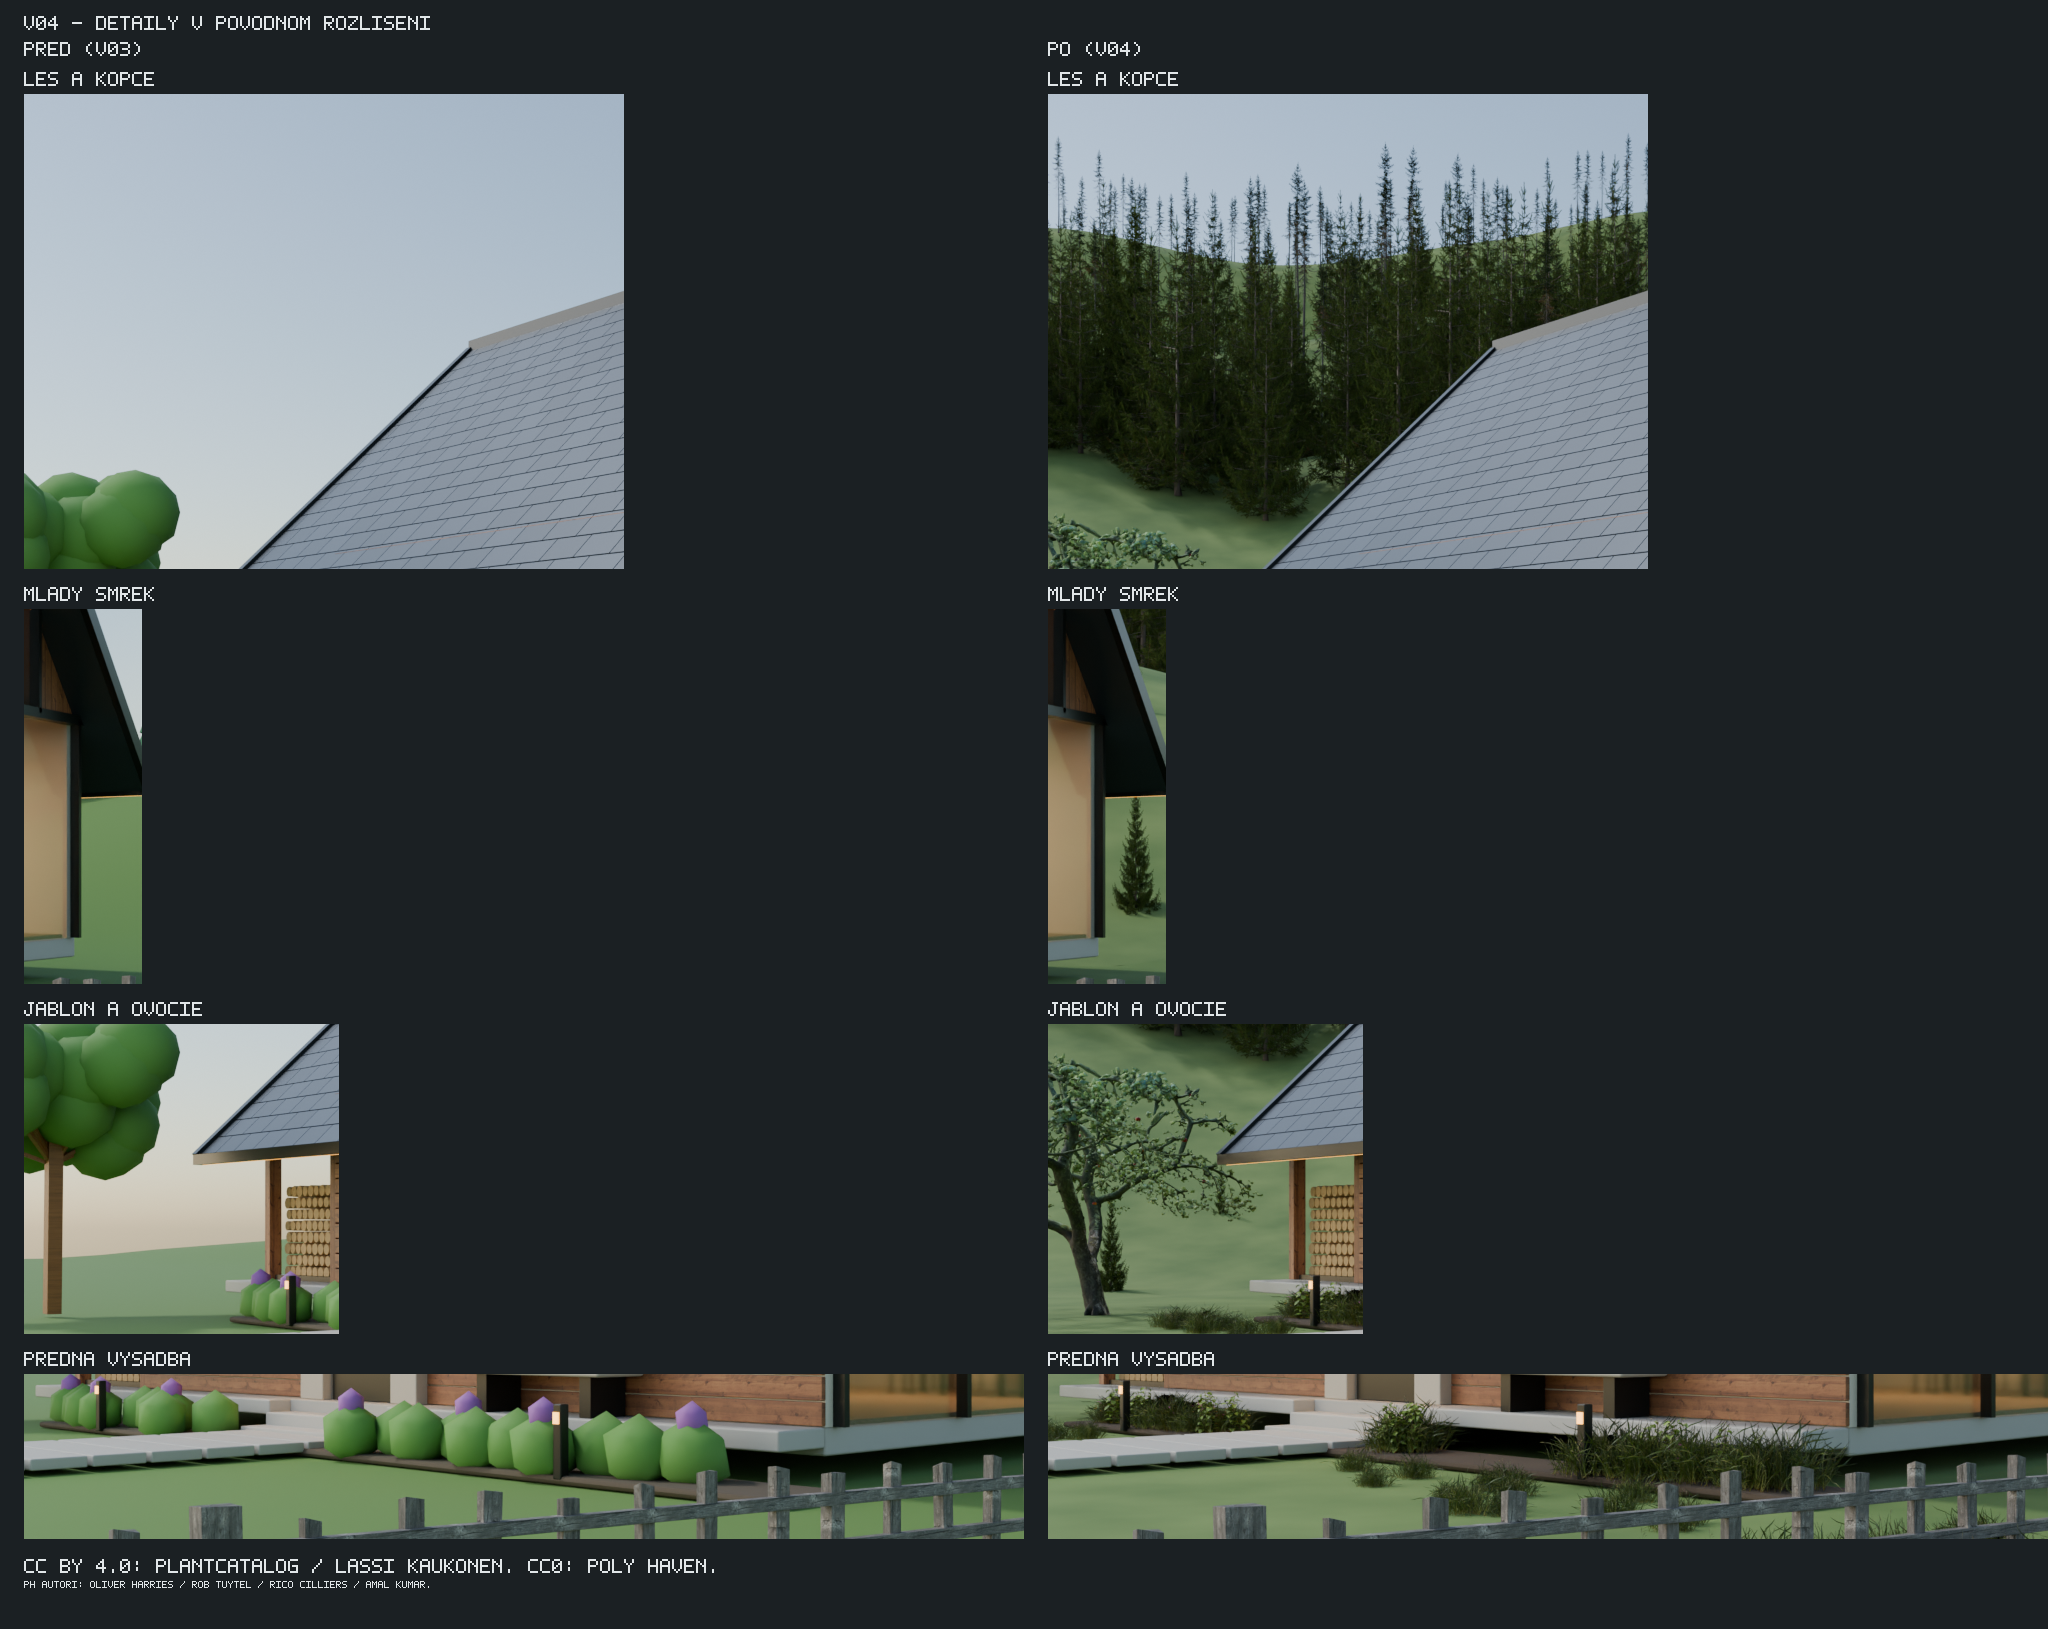 V04 - DETAILY V POVODNOM ROZLISENI
PRED (V03)
PO (V04)
LES A KOPCE
LES A KOPCE
MLADY SMREK
MLADY SMREK
JABLON A OVOCIE
JABLON A OVOCIE
PREDNA VYSADBA
PREDNA VYSADBA
CC BY 4.0: PLANTCATALOG / LASSI KAUKONEN. CC0: POLY HAVEN.
PH AUTORI: OLIVER HARRIES / ROB TUYTEL / RICO CILLIERS / AMAL KUMAR.